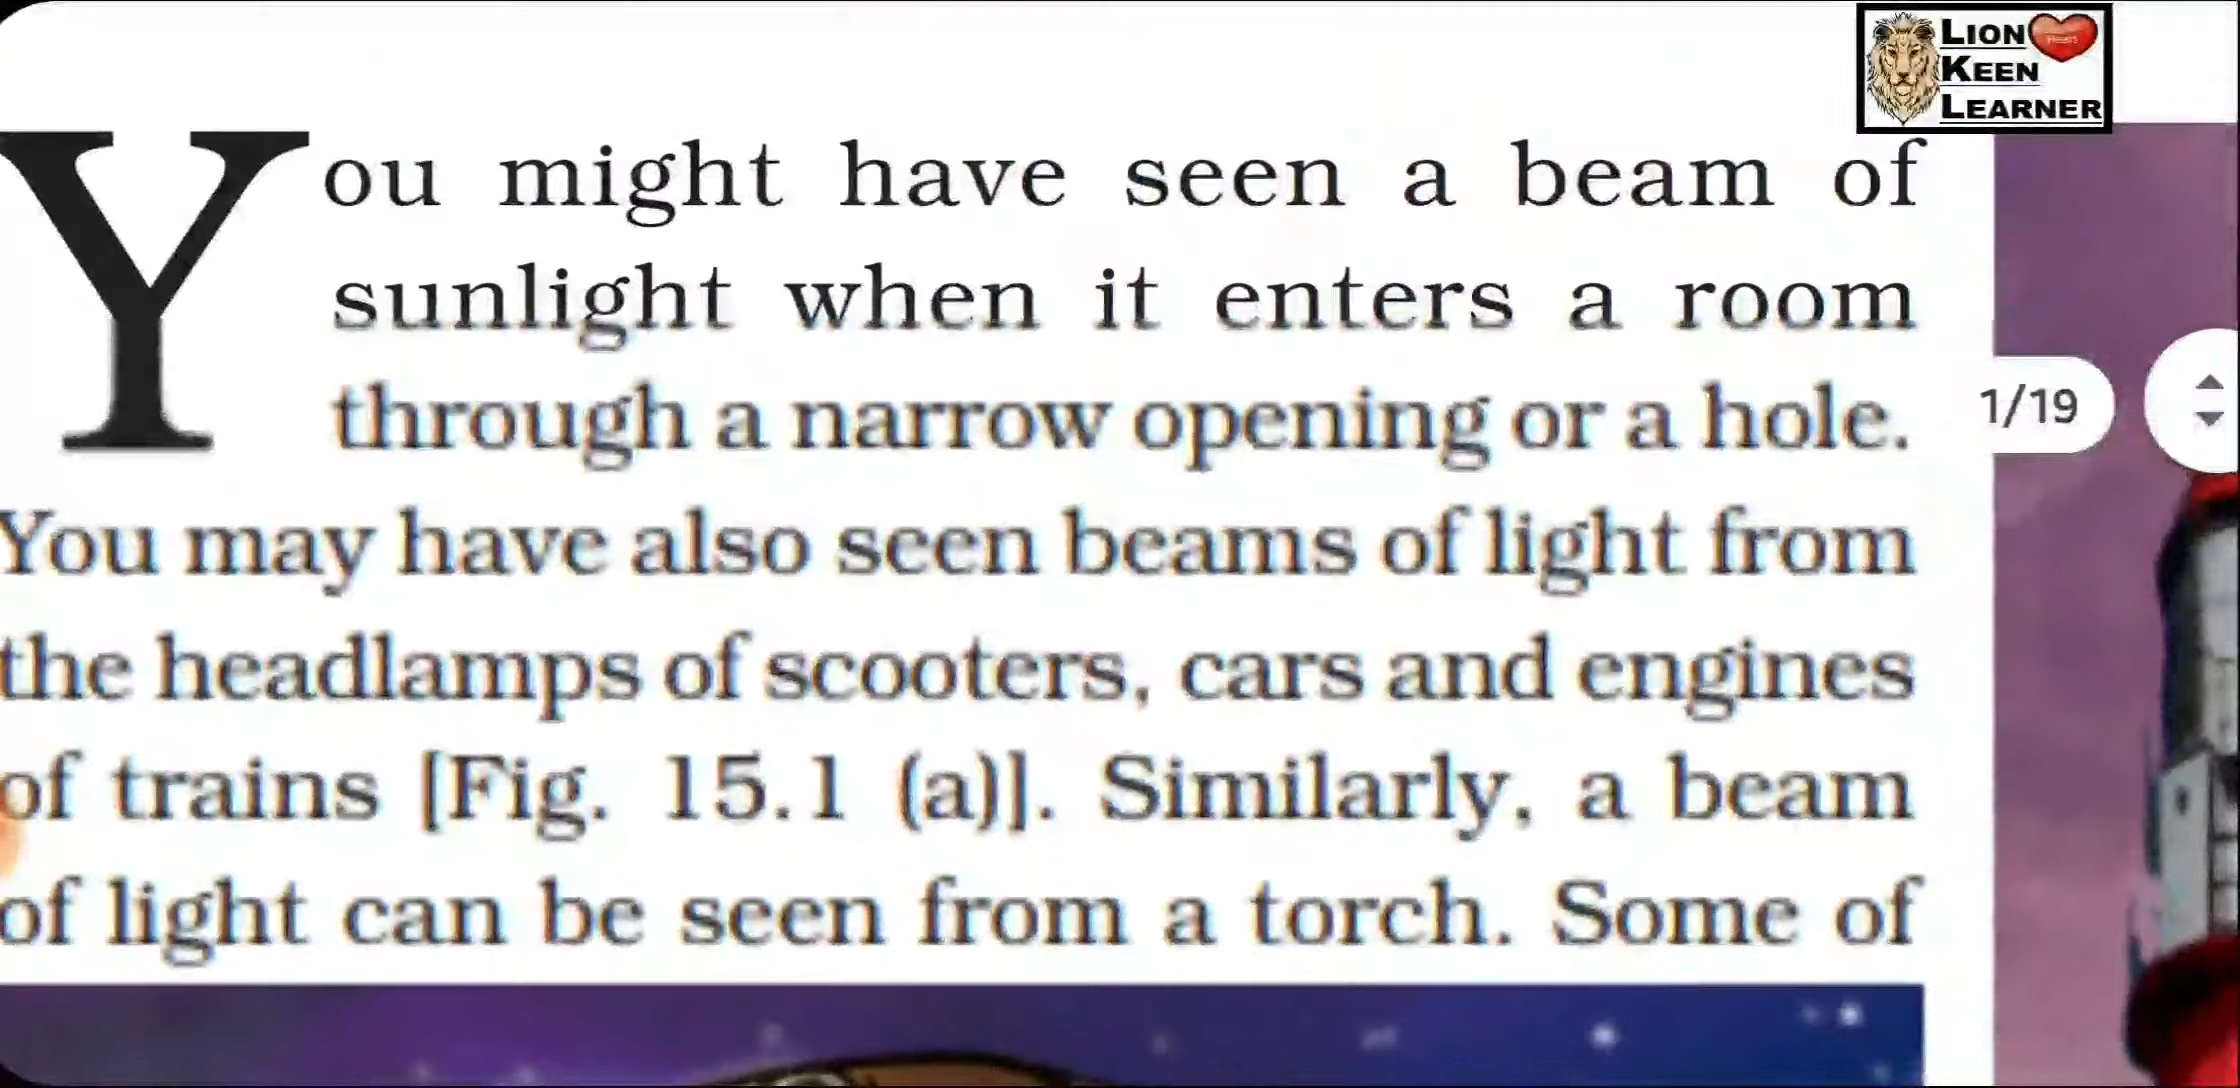 LION Heart
KEEN
LEARNER
You might have seen a beam of
sunlight when it enters a room
through a narrow opening or a hole.
You may have also seen beams of light from
the headlamps of scooters, cars and engines
of trains [Fig. 15.1 (a)]. Similarly, a beam
of light can be seen from a torch. Some of
1/19